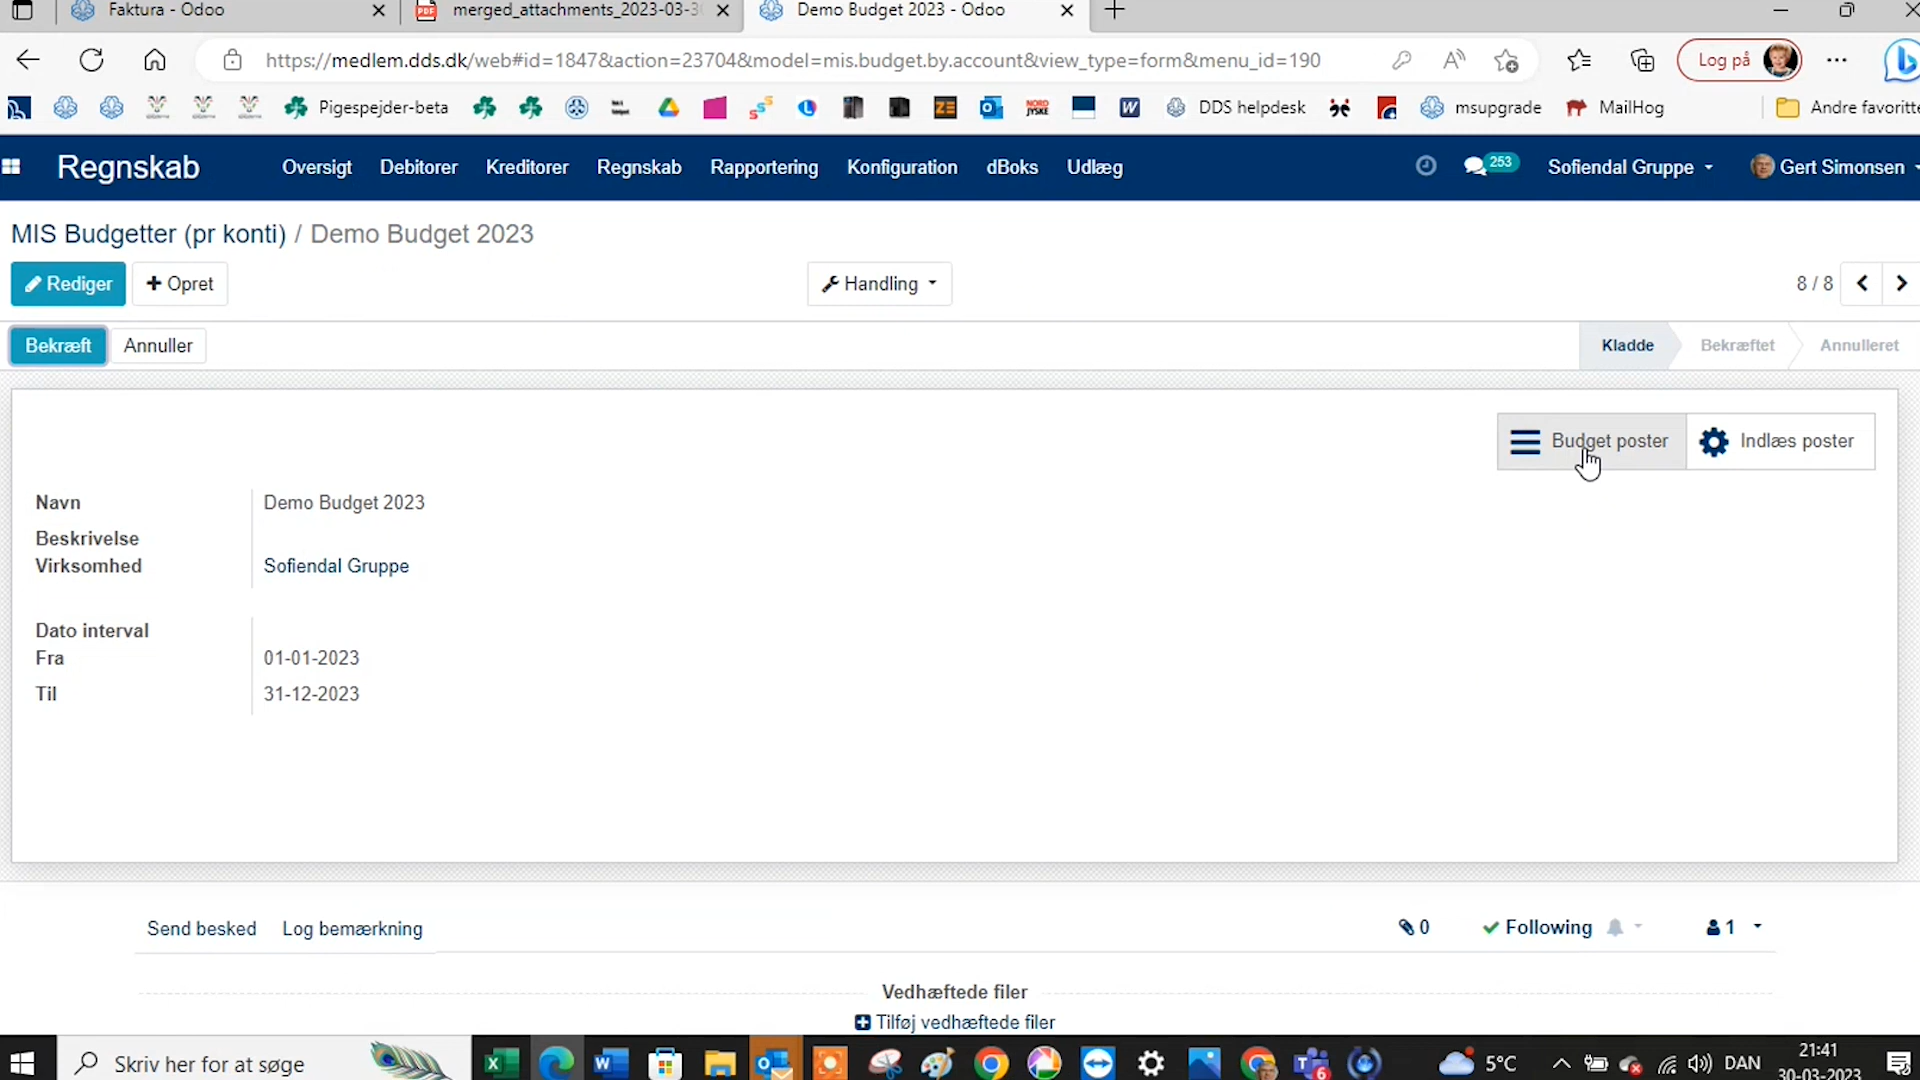 Faktura - Odoo
merged_attachments_2023-03-3
Demo Budget 2023 - Odoo
https://medlem.dds.dk/web#id=1847&action=23704&model=mis.budget.by.account&view_type=form&menu_id=190
Log på
Pigespejder-beta
DDS helpdesk
msupgrade
MailHog
Andre favoritte
Regnskab
Oversigt
Debitorer
Kreditorer
Regnskab
Rapportering
Konfiguration
dBoks
Udlæg
253
Sofiendal Gruppe
Gert Simonsen
MIS Budgetter (pr konti) / Demo Budget 2023
Rediger
Opret
Handling
8 / 8
Bekræft
Annuller
Kladde
Bekræftet
Annulleret
Budget poster
Indlæs poster
Navn
Demo Budget 2023
Beskrivelse
Virksomhed
Sofiendal Gruppe
Dato interval
Fra
01-01-2023
Til
31-12-2023
Send besked
Log bemærkning
0
Following
1
Vedhæftede filer
Tilføj vedhæftede filer
Skriv her for at søge
5°C
DAN
21:41
30-03-2023